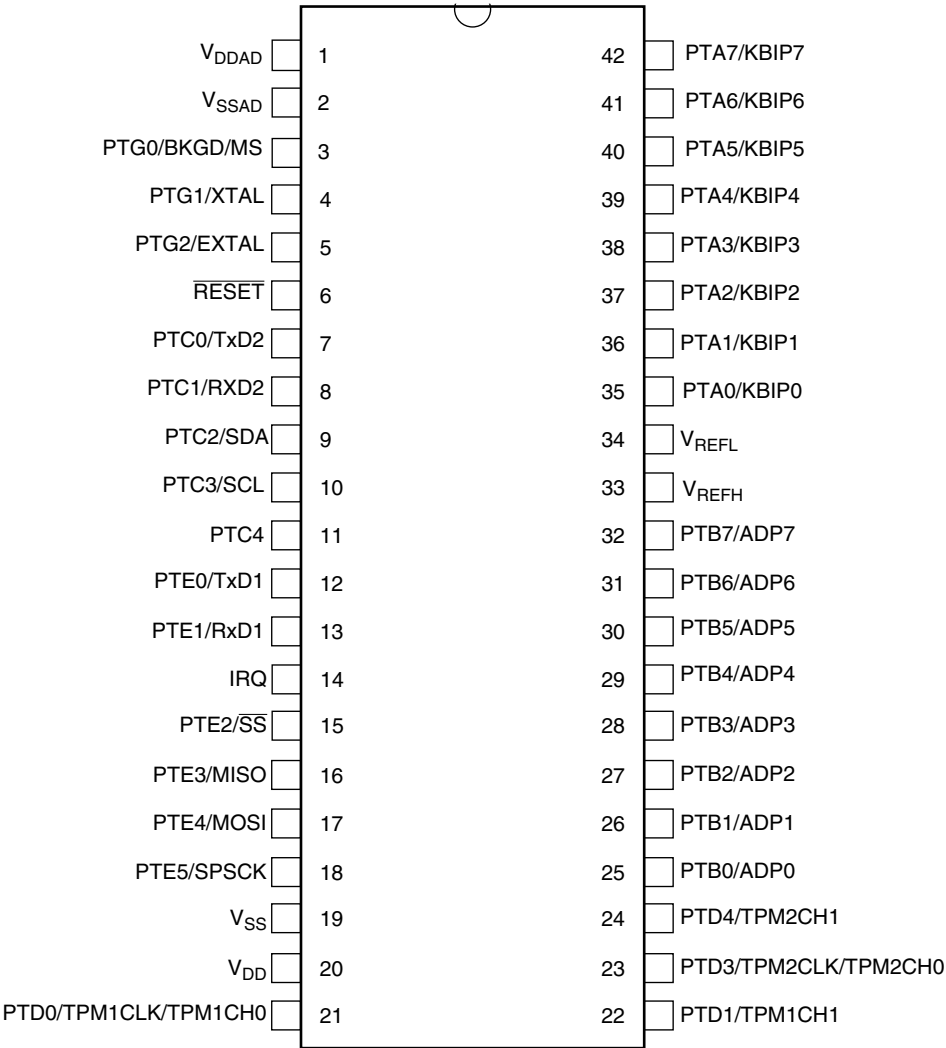 VDDAD 1 42 PTA7/KBIP7
VSSAD 2 41 PTA6/KBIP6
PTG0/BKGD/MS 3 40 PTA5/KBIP5
PTG1/XTAL 4 39 PTA4/KBIP4
PTG2/EXTAL 5 38 PTA3/KBIP3
RESET 6 37 PTA2/KBIP2
PTC0/TxD2 7 36 PTA1/KBIP1
PTC1/RXD2 8 35 PTA0/KBIP0
PTC2/SDA 9 34 VREFL
PTC3/SCL 10 33 VREFH
PTC4 11 32 PTB7/ADP7
PTE0/TxD1 12 31 PTB6/ADP6
PTE1/RxD1 13 30 PTB5/ADP5
IRQ 14 29 PTB4/ADP4
PTE2/SS 15 28 PTB3/ADP3
PTE3/MISO 16 27 PTB2/ADP2
PTE4/MOSI 17 26 PTB1/ADP1
PTE5/SPSCK 18 25 PTB0/ADP0
VSS 19 24 PTD4/TPM2CH1
VDD 20 23 PTD3/TPM2CLK/TPM2CH0
PTD0/TPM1CLK/TPM1CH0 21 22 PTD1/TPM1CH1